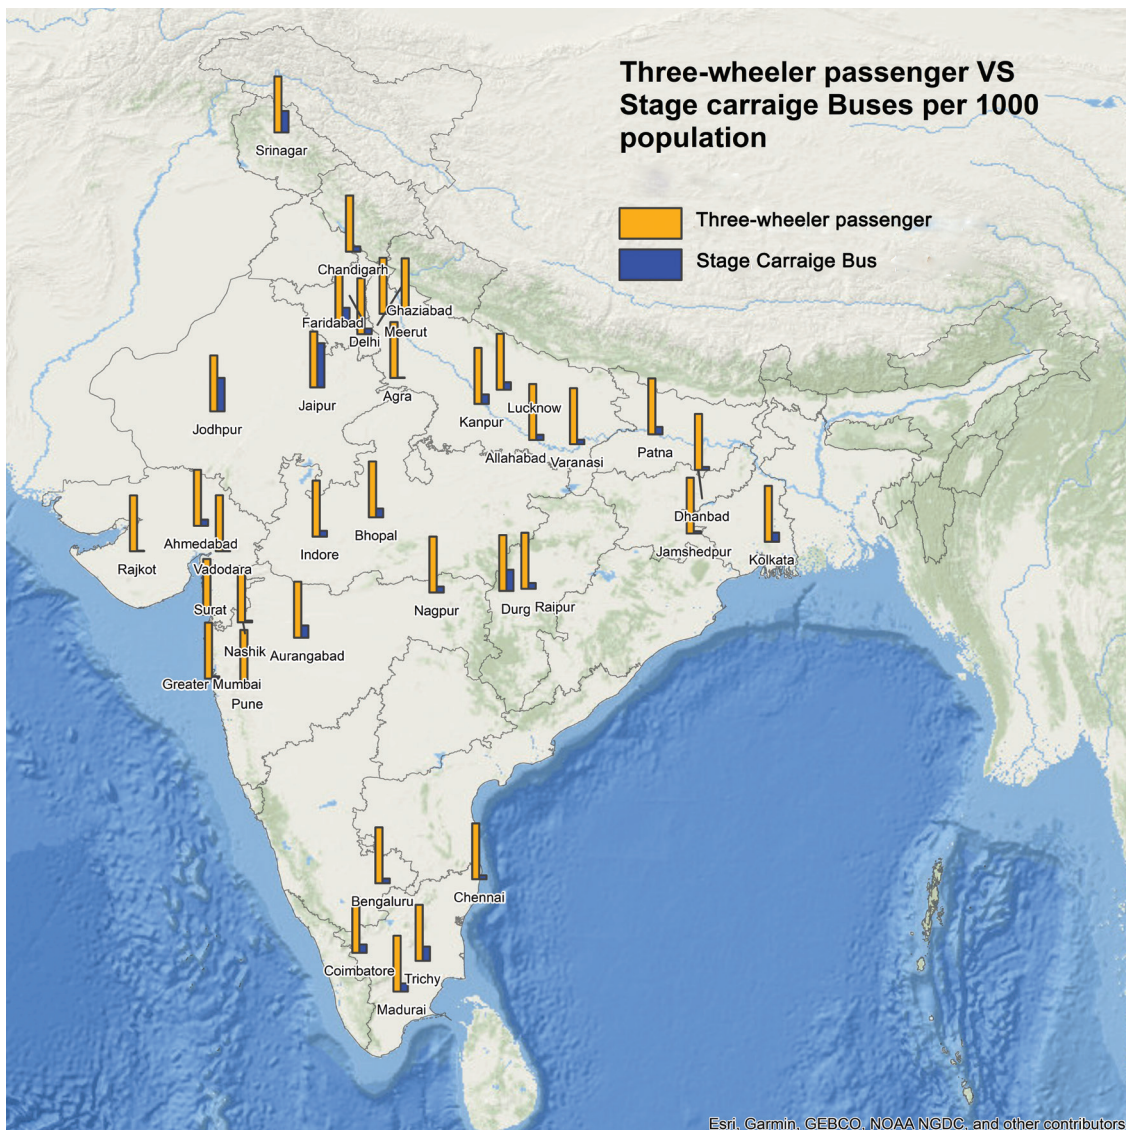 Three-wheeler passenger VS
Stage carraige Buses per 1000
population
Srinagar
Three-wheeler passenger
Stage Carraige Bus
Chandigarh
Ghaziabad
Faridabad
Meerut
Delhi
Agra
Jaipur
Lucknow
Kanpur
Jodhpur
Patna
Allahabad
Varanasi
Dhanbad
Bhopal
Ahmedabad
Indore
Jamshedpur
Kolkata
Rajkot
Vadodara
Surat
Nagpur
Durg
Raipur
Nashik
Aurangabad
Greater Mumbai
Pune
Bengaluru
Chennai
Coimbatore
Trichy
Madurai
Esri, Garmin, GEBCO, NOAA NGDC, and other contributors